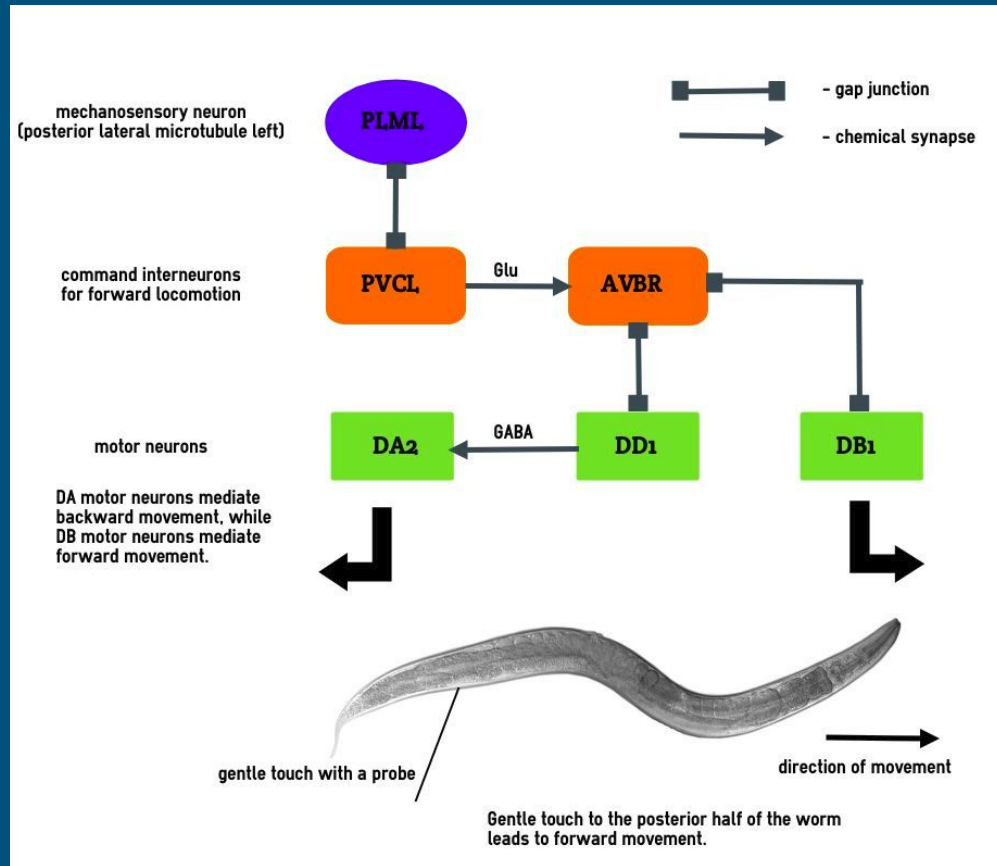 mechanosensory neuron
(posterior lateral microtubule left)
PLML
- gap junction
- chemical synapse
command interneurons
for forward locomotion
PVCL
Glu
AVBR
motor neurons
DA2
GABA
DD1
DB1
DA motor neurons mediate
backward movement, while
DB motor neurons mediate
forward movement.
gentle touch with a probe
direction of movement
Gentle touch to the posterior half of the worm
leads to forward movement.